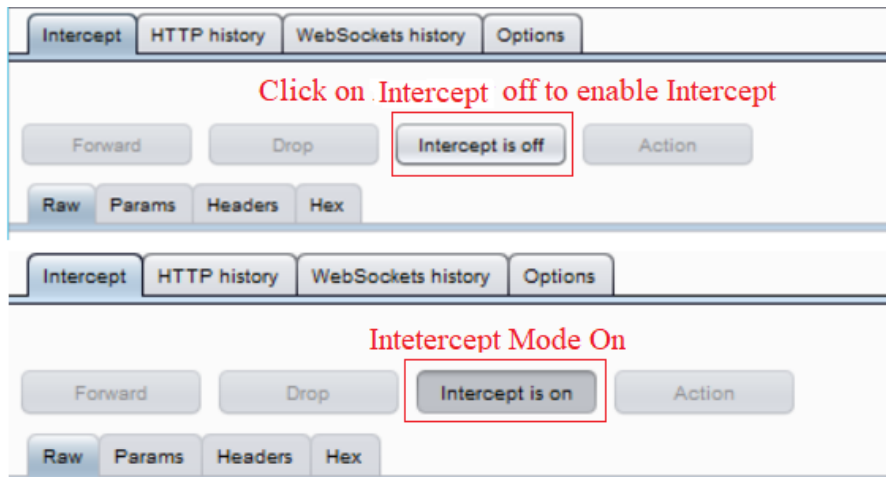 Intercept HTTP history WebSockets history Options
Click on Intercept off to enable Intercept
Forward Drop Intercept is off Action
Raw Params Headers Hex
Intercept HTTP history WebSockets history Options
Intetercept Mode On
Forward Drop Intercept is on Action
Raw Params Headers Hex